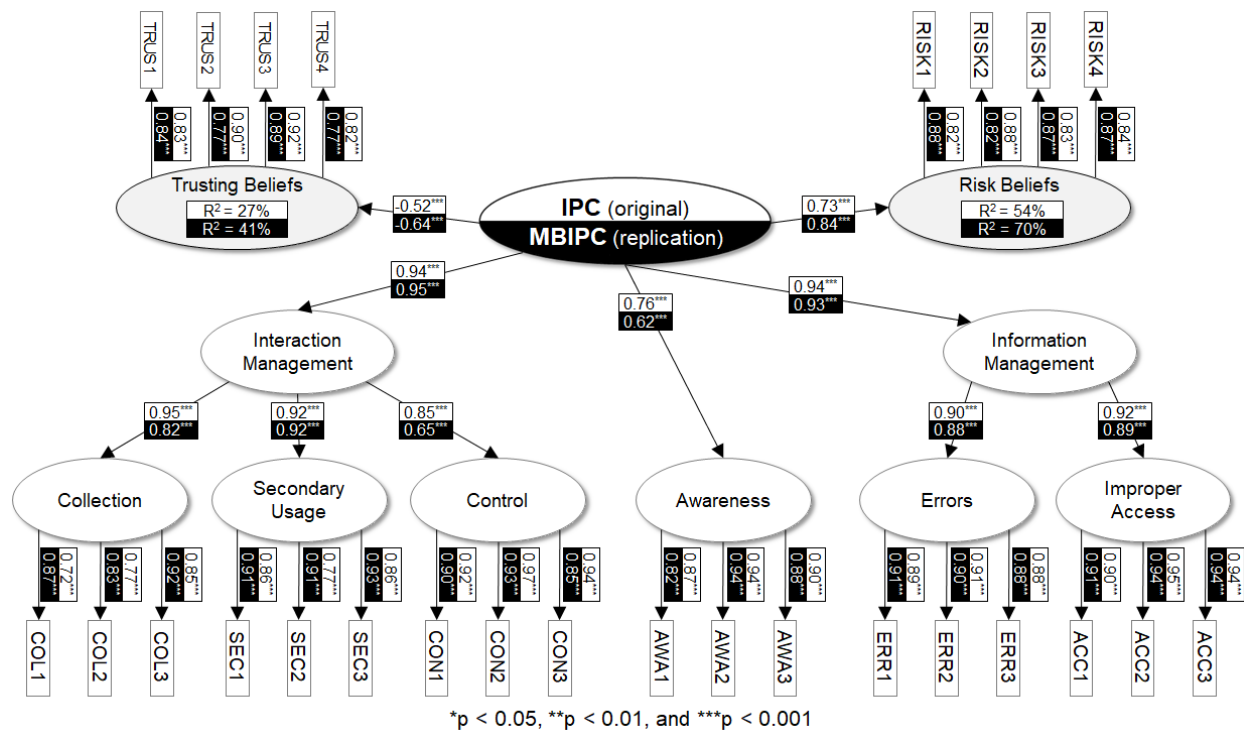 TRUS1
TRUS2
TRUS3
TRUS4
RISK1
RISK2
RISK3
RISK4
0.83***
0.84***
0.90***
0.77***
0.92***
0.89***
0.82***
0.77***
0.82***
0.88***
0.88***
0.82***
0.83***
0.87***
0.84***
0.87***
Trusting Beliefs
R² = 27%
R² = 41%
-0.52***
-0.64***
IPC (original)
MBIPC (replication)
0.73***
0.84***
Risk Beliefs
R² = 54%
R² = 70%
0.94***
0.95***
0.76***
0.62***
0.94***
0.93***
Interaction
Management
Information
Management
0.95***
0.82***
0.92***
0.92***
0.85***
0.65***
0.90***
0.88***
0.92***
0.89***
Collection
Secondary
Usage
Control
Awareness
Errors
Improper
Access
0.72***
0.87***
0.77***
0.83***
0.85***
0.92***
0.86***
0.91***
0.77***
0.91***
0.86***
0.93***
0.92***
0.90***
0.97***
0.93***
0.94***
0.85***
0.87***
0.82***
0.94***
0.94***
0.90***
0.88***
0.89***
0.91***
0.91***
0.90***
0.88***
0.88***
0.90***
0.91***
0.95***
0.94***
0.94***
0.94***
COL1
COL2
COL3
SEC1
SEC2
SEC3
CON1
CON2
CON3
AWA1
AWA2
AWA3
ERR1
ERR2
ERR3
ACC1
ACC2
ACC3
*p < 0.05, **p < 0.01, and ***p < 0.001